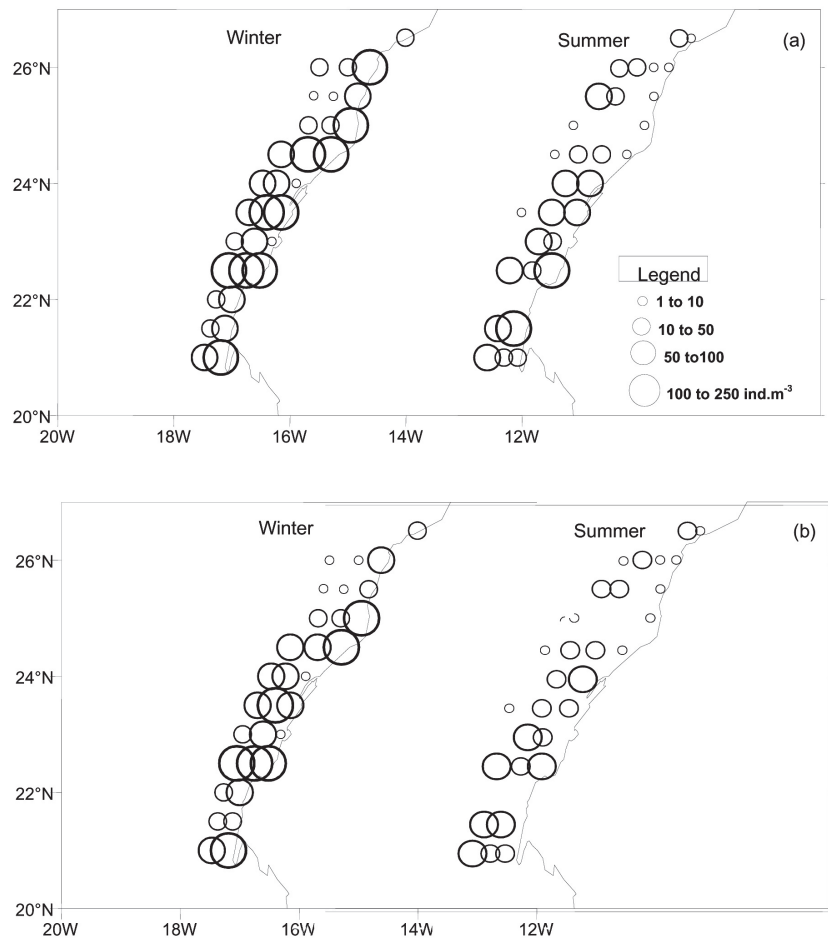 Winter Summer (a)
26°N
24°N
Legend
1 to 10
22°N
10 to 50
50 to100
100 to 250 ind.m⁻³
20°N
20W 18W 16W 14W 12W
Winter Summer (b)
26°N
24°N
22°N
20°N
20W 18W 16W 12W